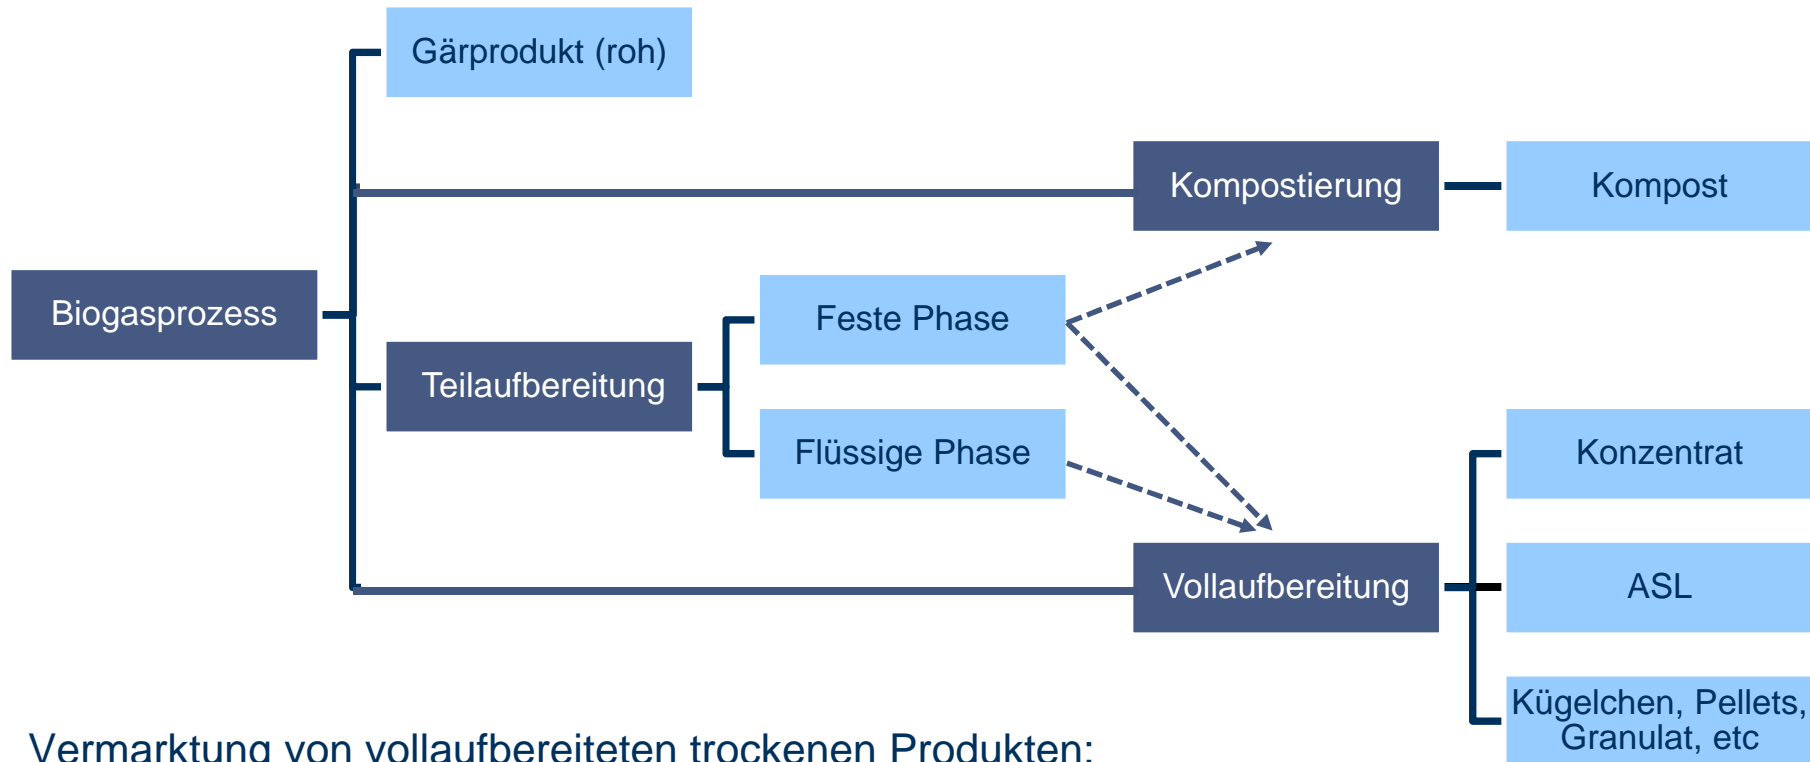 Gärprodukt (roh)
Kompostierung
Kompost
Biogasprozess
Feste Phase
Teilaufbereitung
Flüssige Phase
Konzentrat
Vollaufbereitung
ASL
Kügelchen, Pellets,
Granulat, etc
Vermarktung von vollaufbereiteten trockenen Produkten: